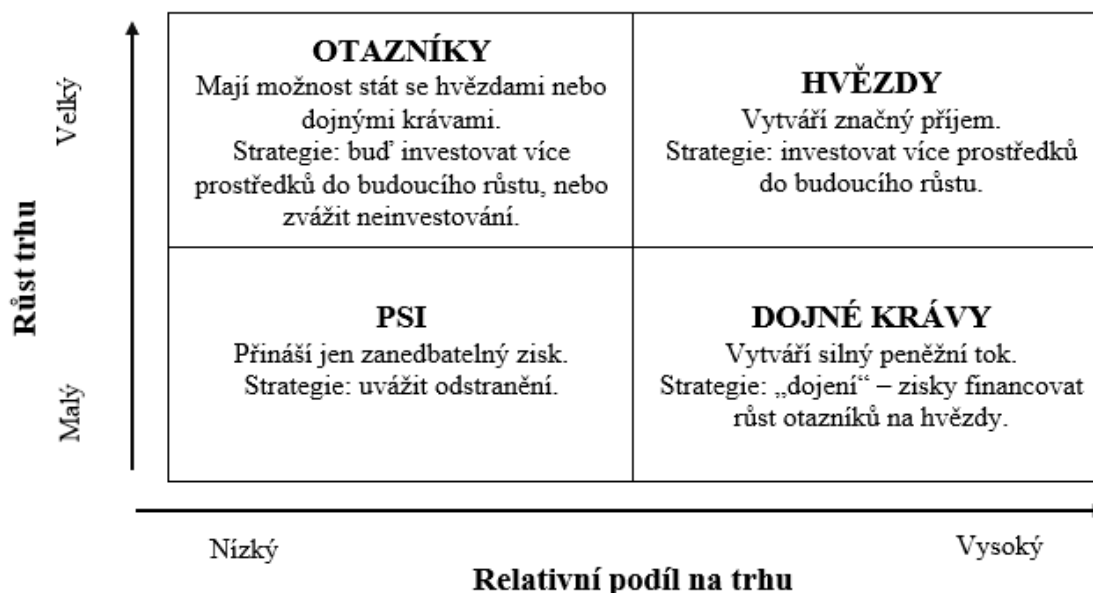 OTAZNÍKY
Mají možnost stát se hvězdami nebo
dojnými krávami.
Strategie: buď investovat více
prostředků do budoucího růstu, nebo
zvážit neinvestování.
HVĚZDY
Vytváří značný příjem.
Strategie: investovat více prostředků
do budoucího růstu.
PSI
Přináší jen zanedbatelný zisk.
Strategie: uvážit odstranění.
DOJNÉ KRÁVY
Vytváří silný peněžní tok.
Strategie: „dojení“ – zisky financovat
růst otazníků na hvězdy.
Růst trhu
Velký
Malý
Nízký
Vysoký
Relativní podíl na trhu